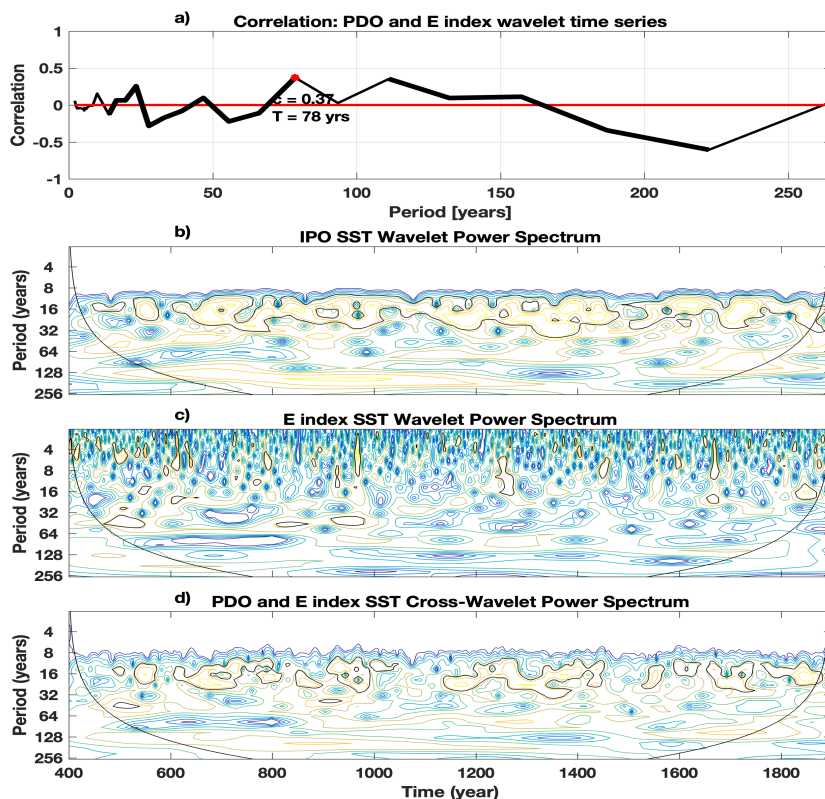 a) Correlation: PDO and E index wavelet time series
1
0.5
0
-0.5
-1
Correlation
c = 0.37
T = 78 yrs
0 50 100 150 200 250
Period [years]
b) IPO SST Wavelet Power Spectrum
Period (years)
4
8
16
32
64
128
256
c) E index SST Wavelet Power Spectrum
Period (years)
4
8
16
32
64
128
256
d) PDO and E index SST Cross-Wavelet Power Spectrum
Period (years)
4
8
16
32
64
128
256
400 600 800 1000 1200 1400 1600 1800
Time (year)